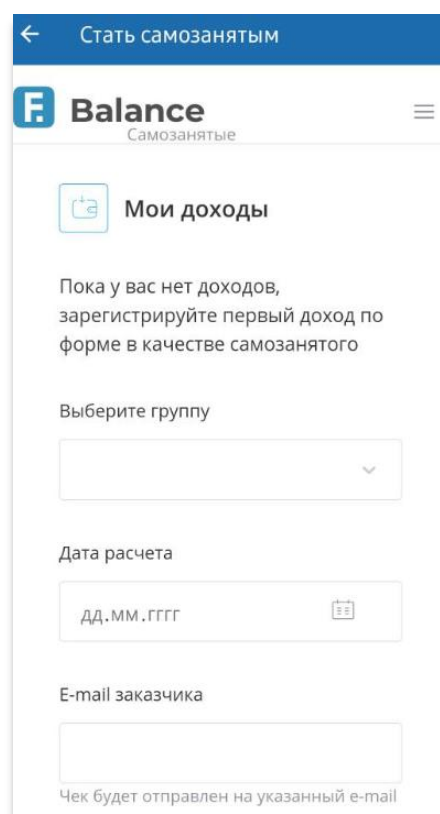 Стать самозанятым
F. Balance
Самозанятые
Мои доходы
Пока у вас нет доходов,
зарегистрируйте первый доход по
форме в качестве самозанятого
Выберите группу
Дата расчета
дд.мм.гггг
E-mail заказчика
Чек будет отправлен на указанный e-mail